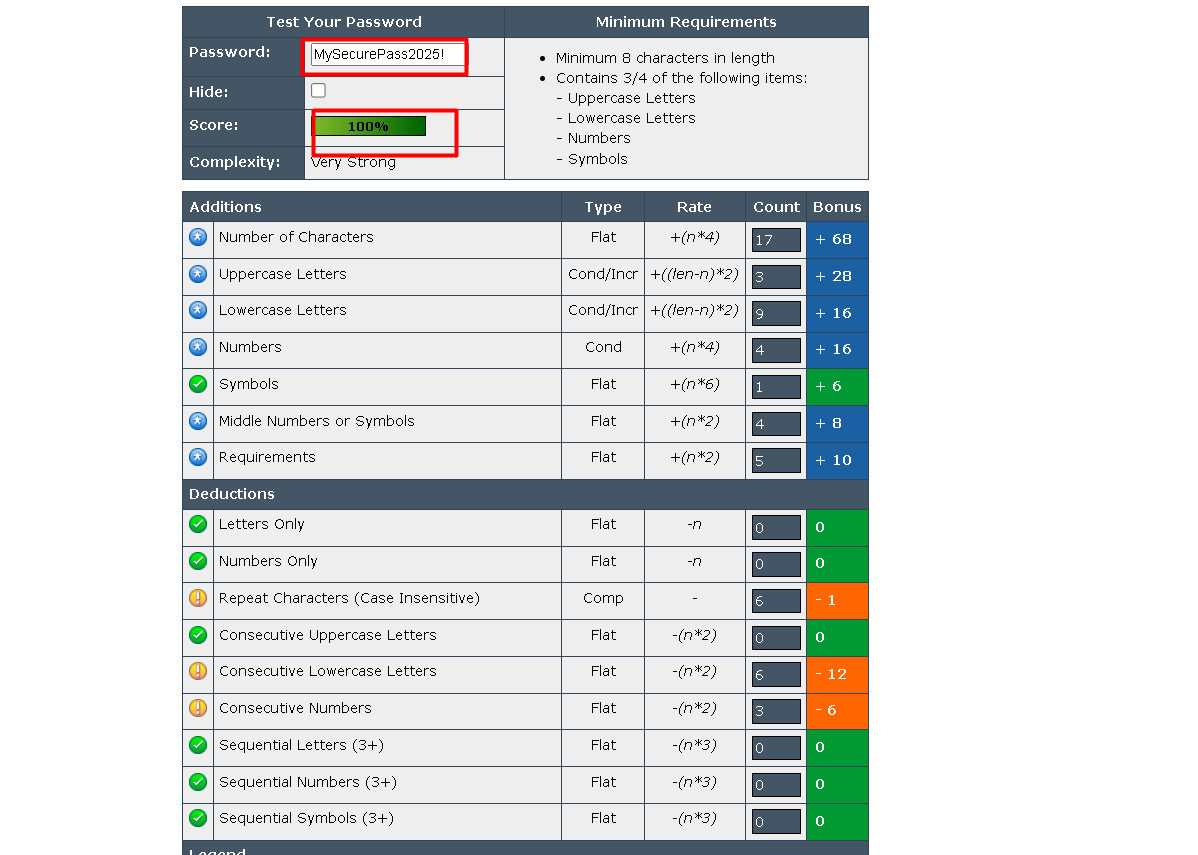 Test Your Password
Minimum Requirements
Password:
MySecurePass2025!
Hide:
Score:
100%
Complexity:
Very Strong
• Minimum 8 characters in length
• Contains 3/4 of the following items:
- Uppercase Letters
- Lowercase Letters
- Numbers
- Symbols
Additions Type Rate Count Bonus
Number of Characters Flat +(n*4) 17 + 68
Uppercase Letters Cond/Incr +((len-n)*2) 3 + 28
Lowercase Letters Cond/Incr +((len-n)*2) 9 + 16
Numbers Cond +(n*4) 4 + 16
Symbols Flat +(n*6) 1 + 6
Middle Numbers or Symbols Flat +(n*2) 4 + 8
Requirements Flat +(n*2) 5 + 10
Deductions
Letters Only Flat -n 0 0
Numbers Only Flat -n 0 0
Repeat Characters (Case Insensitive) Comp - 6 - 1
Consecutive Uppercase Letters Flat -(n*2) 0 0
Consecutive Lowercase Letters Flat -(n*2) 6 - 12
Consecutive Numbers Flat -(n*2) 3 - 6
Sequential Letters (3+) Flat -(n*3) 0 0
Sequential Numbers (3+) Flat -(n*3) 0 0
Sequential Symbols (3+) Flat -(n*3) 0 0
Legend